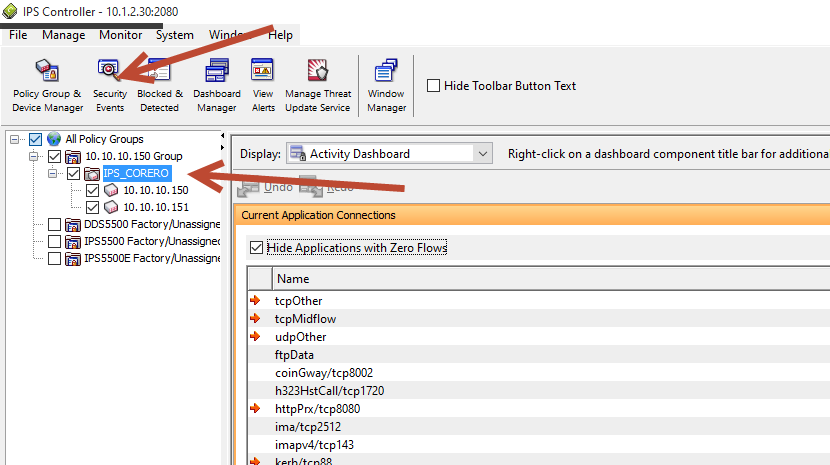 IPS Controller - 10.1.2.30:2080
File Manage Monitor System Window Help
Policy Group & Device Manager
Security Events
Blocked & Detected
Dashboard Manager
View Alerts
Manage Threat Update Service
Window Manager
Hide Toolbar Button Text
All Policy Groups
10.10.10.150 Group
IPS_CORERO
10.10.10.150
10.10.10.151
DDS5500 Factory/Unassigned
IPS5500 Factory/Unassigned
IPS5500E Factory/Unassigne
Display: Activity Dashboard Right-click on a dashboard component title bar for additiona
Undo Redo
Current Application Connections
Hide Applications with Zero Flows
Name
tcpOther
tcpMidflow
udpOther
ftpData
coinGway/tcp8002
h323HstCall/tcp1720
httpPrx/tcp8080
ima/tcp2512
imapv4/tcp143
kerb/tcp88